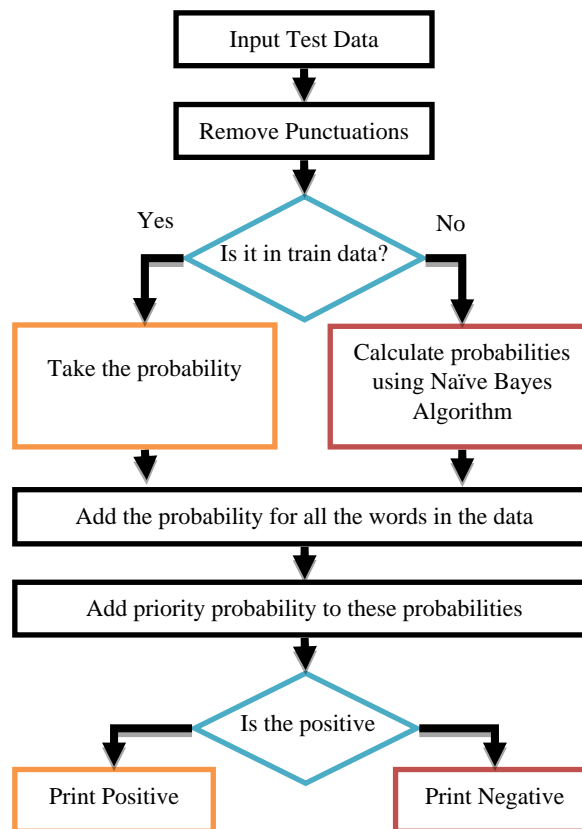 Input Test Data
Remove Punctuations
Yes
No
Is it in train data?
Take the probability
Calculate probabilities
using Naïve Bayes
Algorithm
Add the probability for all the words in the data
Add priority probability to these probabilities
Is the positive
Print Positive
Print Negative